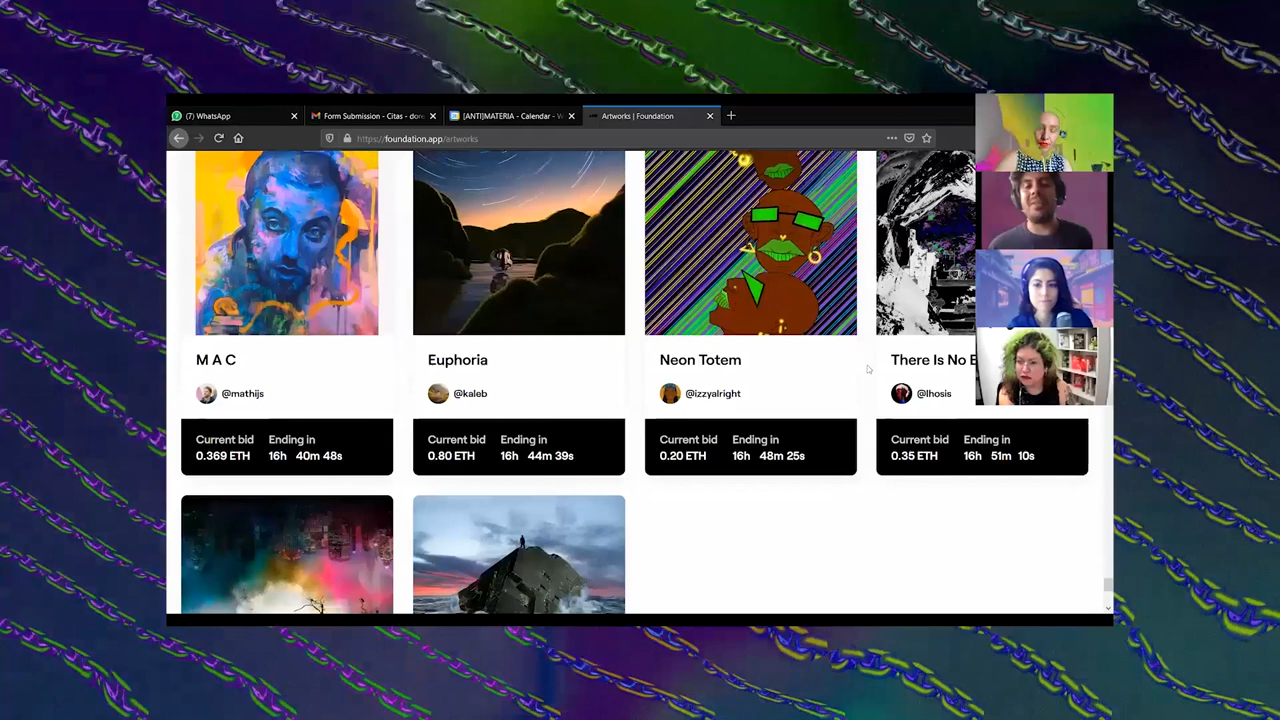 (7) WhatsApp
Form Submission - Citas - dor
[ANTI]MATERIA - Calendar - W
Artworks | Foundation
https://foundation.app/artworks
M A C
Euphoria
Neon Totem
There Is No E
@mathijs
@kaleb
@izzyalright
@lhosis
Current bid Ending in
0.369 ETH 16h 40m 48s
Current bid Ending in
0.80 ETH 16h 44m 39s
Current bid Ending in
0.20 ETH 16h 48m 25s
Current bid Ending in
0.35 ETH 16h 51m 10s